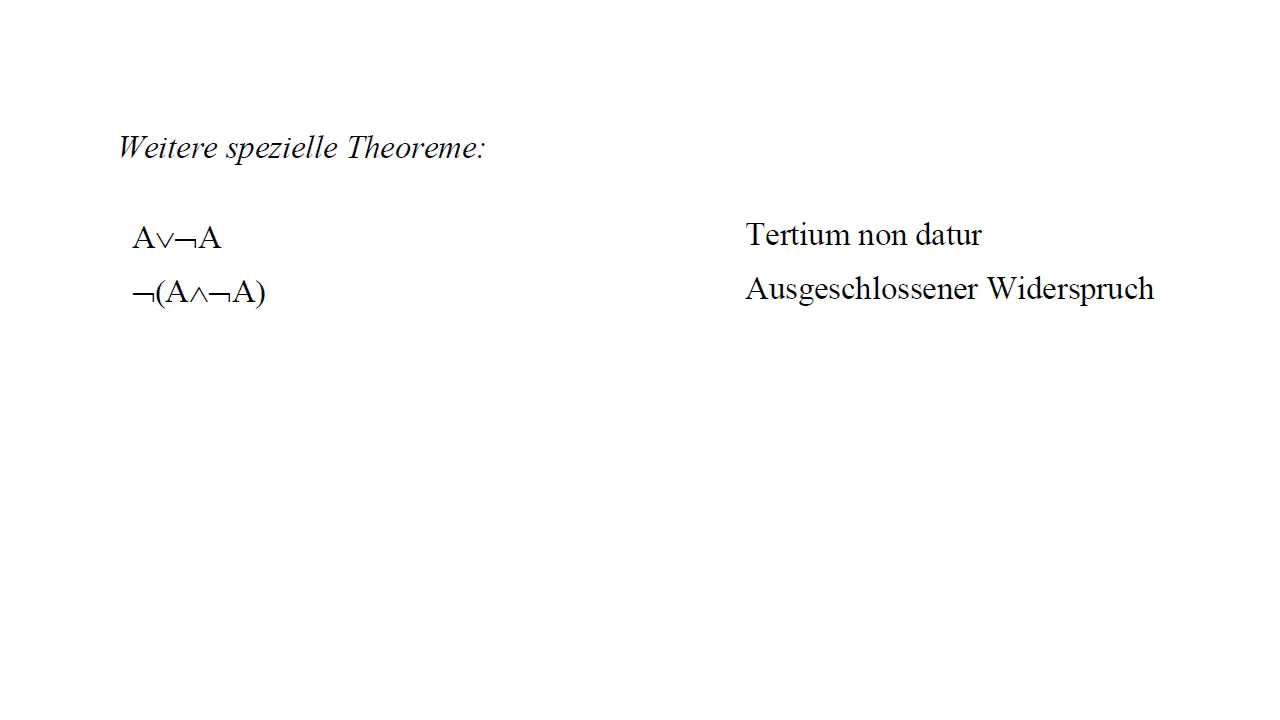 Weitere spezielle Theoreme:
A∨¬A Tertium non datur
¬(A∧¬A) Ausgeschlossener Widerspruch